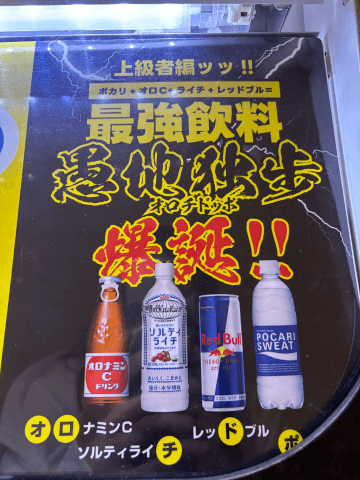 上級者編ッッ!!
ポカリ+オロC+ライチ+レッドブル=
最強飲料
愚地独歩
オロチドッポ
爆誕!!
オロナミン
C
ドリンク
ソルティ
ライチ
Red Bull
POCARI
SWEAT
オロナミンC
レッドブル
ソルティライチ
ポ